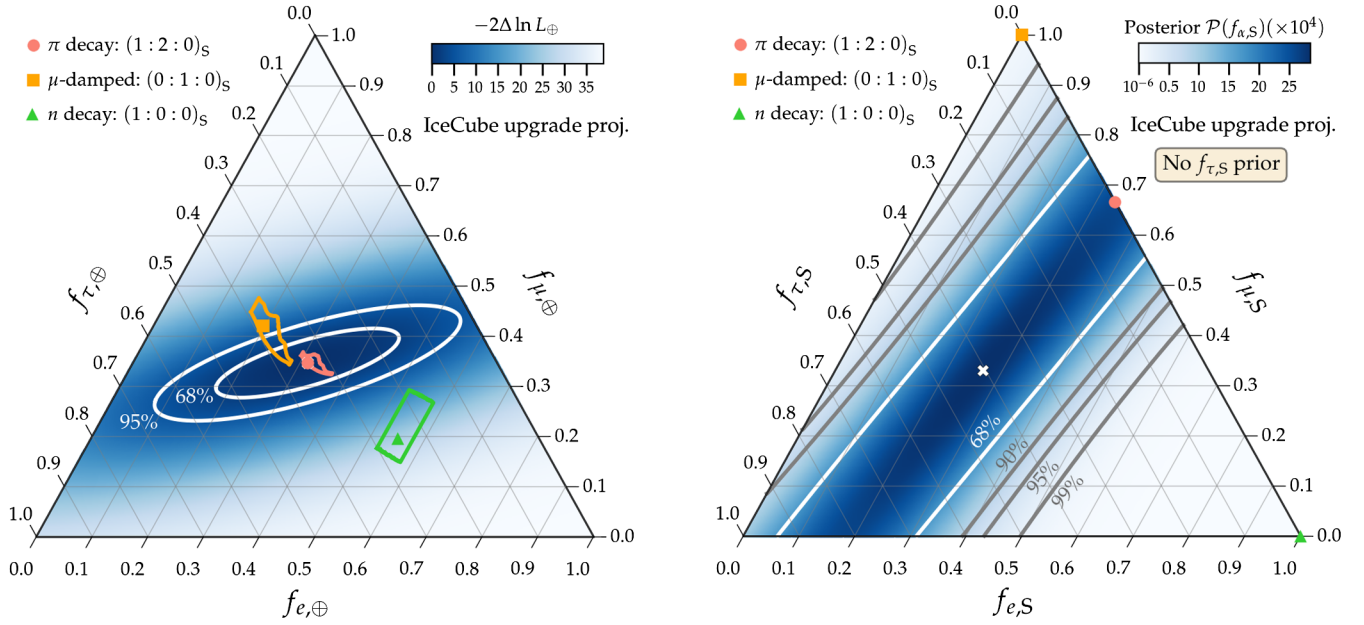 π decay: (1 : 2 : 0)S
μ-damped: (0 : 1 : 0)S
n decay: (1 : 0 : 0)S
−2Δ ln L⊕
0 5 10 15 20 25 30 35
IceCube upgrade proj.
0.0
0.1
0.2
0.3
0.4
0.5
0.6
0.7
0.8
0.9
1.0
fτ,⊕
1.0
0.9
0.8
0.7
0.6
0.5
0.4
0.3
0.2
0.1
0.0
fμ,⊕
68%
95%
0.0 0.1 0.2 0.3 0.4 0.5 0.6 0.7 0.8 0.9 1.0
fe,⊕
π decay: (1 : 2 : 0)S
μ-damped: (0 : 1 : 0)S
n decay: (1 : 0 : 0)S
Posterior P(fα,S)(×10⁴)
10⁻⁶ 5 10 15 20 25
IceCube upgrade proj.
No fτ,S prior
0.0
0.1
0.2
0.3
0.4
0.5
0.6
0.7
0.8
0.9
1.0
fτ,S
1.0
0.9
0.8
0.7
0.6
0.5
0.4
0.3
0.2
0.1
0.0
fμ,S
68%
90%
95%
99%
0.0 0.1 0.2 0.3 0.4 0.5 0.6 0.7 0.8 0.9 1.0
fe,S